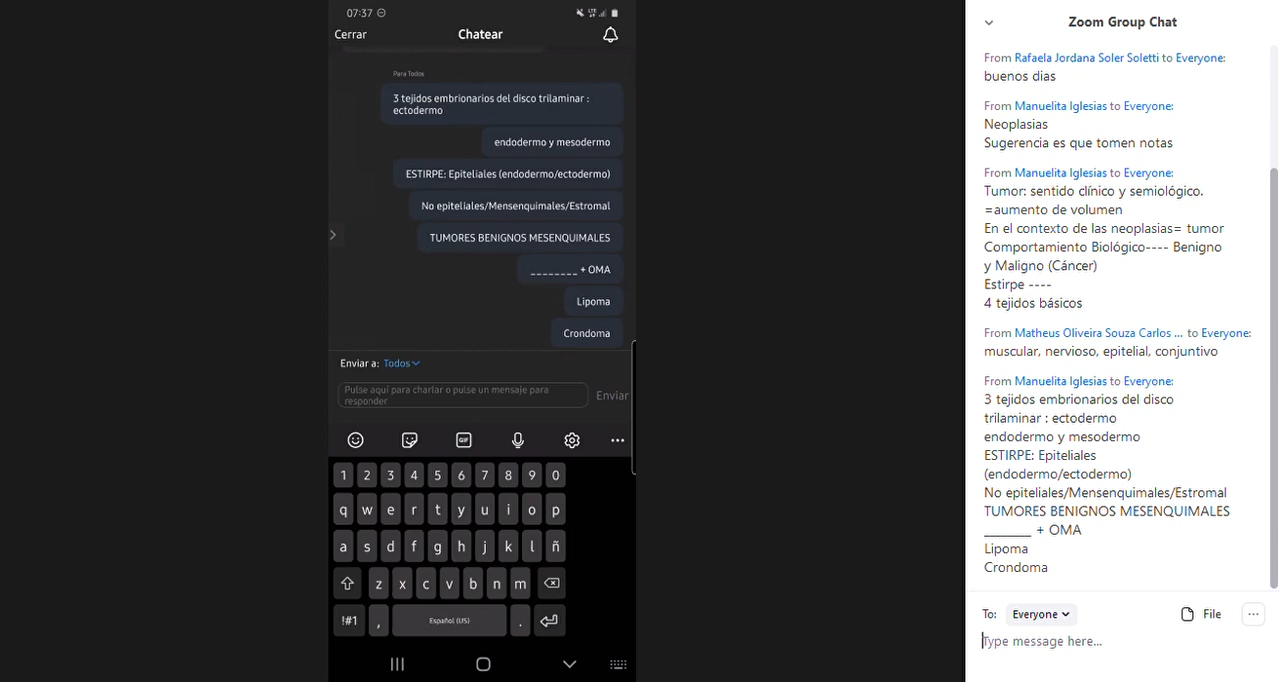 07:37
Cerrar
Chatear
Para Todos
3 tejidos embrionarios del disco trilaminar :
ectodermo
endodermo y mesodermo
ESTIRPE: Epiteliales (endodermo/ectodermo)
No epiteliales/Mensenquimales/Estromal
TUMORES BENIGNOS MESENQUIMALES
________ + OMA
Lipoma
Crondoma
Enviar a: Todos
Pulse aquí para charlar o pulse un mensaje para
responder
Enviar
GIF
1 2 3 4 5 6 7 8 9 0
q w e r t y u i o p
a s d f g h j k l ñ
z x c v b n m
!#1 , Español (US) .
Zoom Group Chat
From Rafaela Jordana Soler Soletti to Everyone:
buenos dias
From Manuelita Iglesias to Everyone:
Neoplasias
Sugerencia es que tomen notas
From Manuelita Iglesias to Everyone:
Tumor: sentido clínico y semiológico.
=aumento de volumen
En el contexto de las neoplasias= tumor
Comportamiento Biológico---- Benigno
y Maligno (Cáncer)
Estirpe ----
4 tejidos básicos
From Matheus Oliveira Souza Carlos ... to Everyone:
muscular, nervioso, epitelial, conjuntivo
From Manuelita Iglesias to Everyone:
3 tejidos embrionarios del disco
trilaminar : ectodermo
endodermo y mesodermo
ESTIRPE: Epiteliales
(endodermo/ectodermo)
No epiteliales/Mensenquimales/Estromal
TUMORES BENIGNOS MESENQUIMALES
________ + OMA
Lipoma
Crondoma
To: Everyone
File
Type message here...